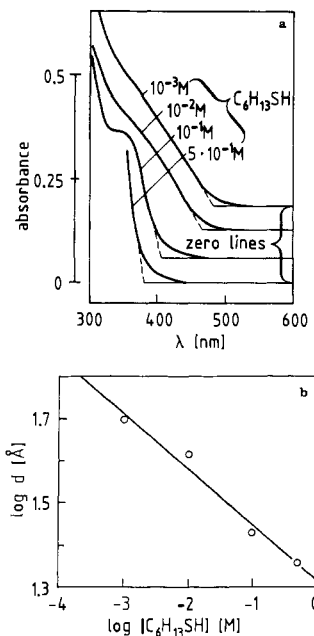 a
0.5
0.25
0
absorbance
10⁻³M
10⁻²M
10⁻¹M
5·10⁻¹M
C₆H₁₃SH
zero lines
300 400 500 600
λ [nm]
b
1.7
1.5
1.3
log d [Å]
-4 -3 -2 -1 0
log [C₆H₁₃SH] [M]